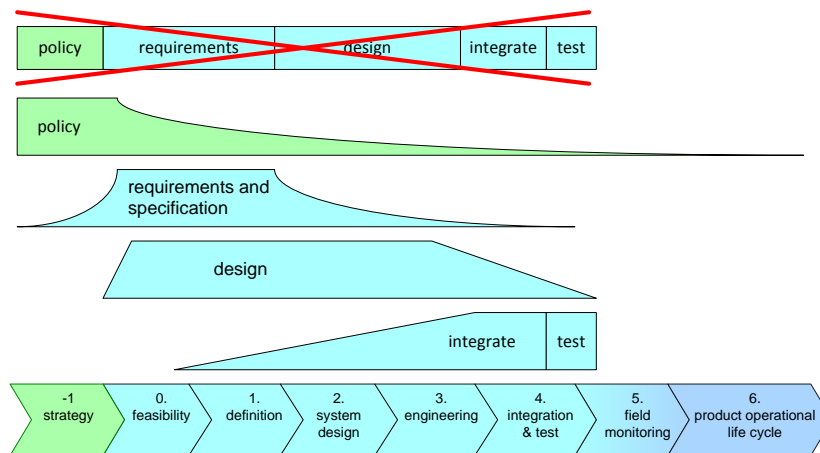 policy requirements design integrate test
policy
requirements and
specification
design
integrate test
-1
strategy
0.
feasibility
1.
definition
2.
system
design
3.
engineering
4.
integration
& test
5.
field
monitoring
6.
product operational
life cycle